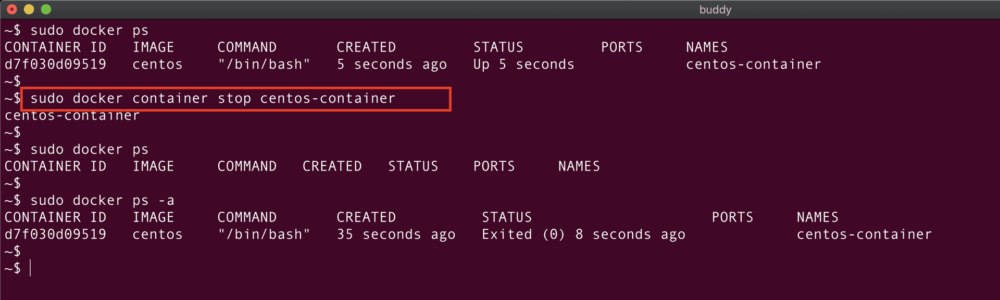 buddy
~$ sudo docker ps
CONTAINER ID   IMAGE     COMMAND       CREATED         STATUS         PORTS     NAMES
d7f030d09519   centos    "/bin/bash"   5 seconds ago   Up 5 seconds             centos-container
~$
~$ sudo docker container stop centos-container
centos-container
~$
~$ sudo docker ps
CONTAINER ID   IMAGE     COMMAND   CREATED   STATUS    PORTS     NAMES
~$
~$ sudo docker ps -a
CONTAINER ID   IMAGE     COMMAND       CREATED          STATUS                     PORTS     NAMES
d7f030d09519   centos    "/bin/bash"   35 seconds ago   Exited (0) 8 seconds ago             centos-container
~$
~$